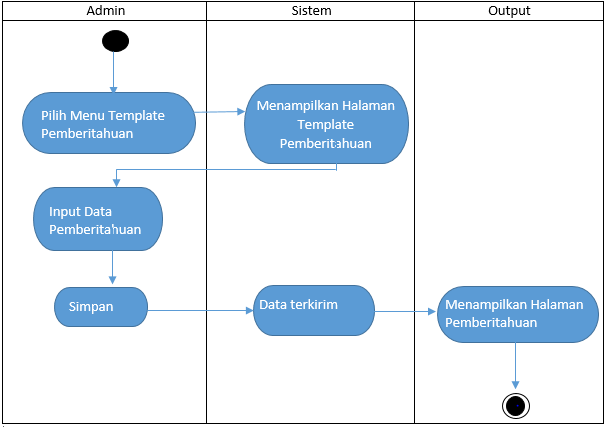 Admin
Sistem
Output
Pilih Menu Template
Pemberitahuan
Menampilkan Halaman
Template
Pemberitahuan
Input Data
Pemberitahuan
Simpan
Data terkirim
Menampilkan Halaman
Pemberitahuan